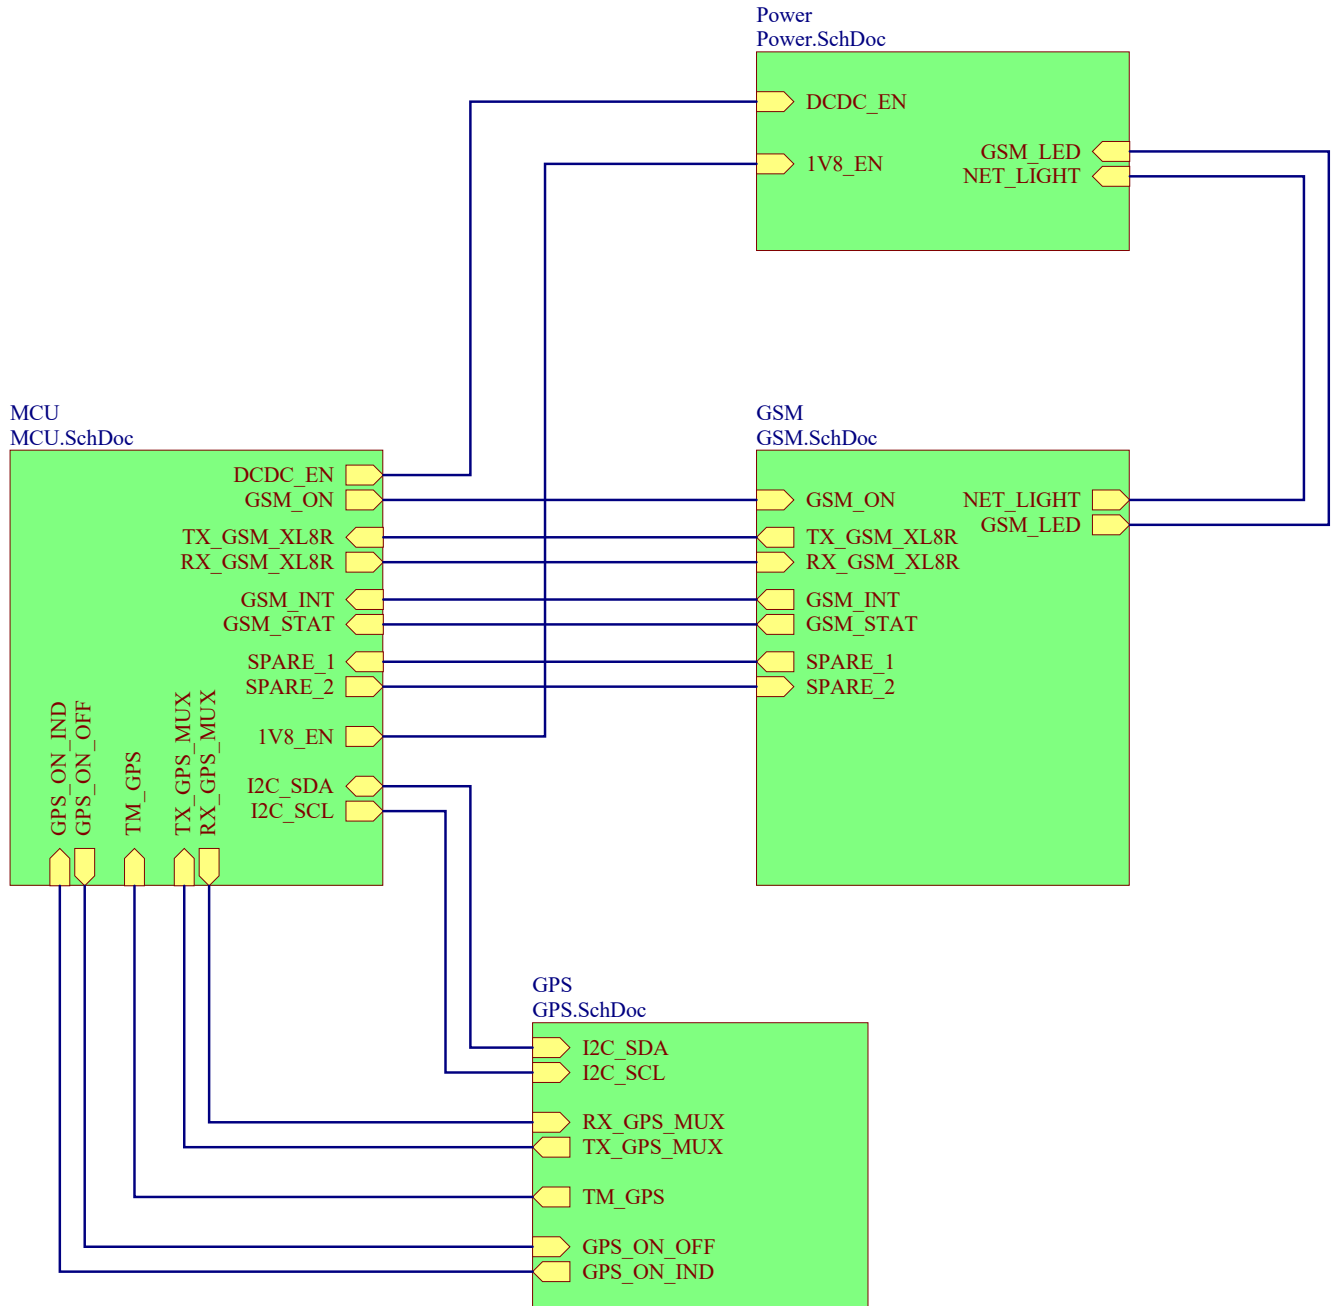 Power
Power.SchDoc
DCDC_EN
1V8_EN
GSM_LED
NET_LIGHT
MCU
MCU.SchDoc
DCDC_EN
GSM_ON
TX_GSM_XL8R
RX_GSM_XL8R
GSM_INT
GSM_STAT
SPARE_1
SPARE_2
1V8_EN
I2C_SDA
I2C_SCL
GPS_ON_IND
GPS_ON_OFF
TM_GPS
TX_GPS_MUX
RX_GPS_MUX
GSM
GSM.SchDoc
GSM_ON
TX_GSM_XL8R
RX_GSM_XL8R
GSM_INT
GSM_STAT
SPARE_1
SPARE_2
NET_LIGHT
GSM_LED
GPS
GPS.SchDoc
I2C_SDA
I2C_SCL
RX_GPS_MUX
TX_GPS_MUX
TM_GPS
GPS_ON_OFF
GPS_ON_IND